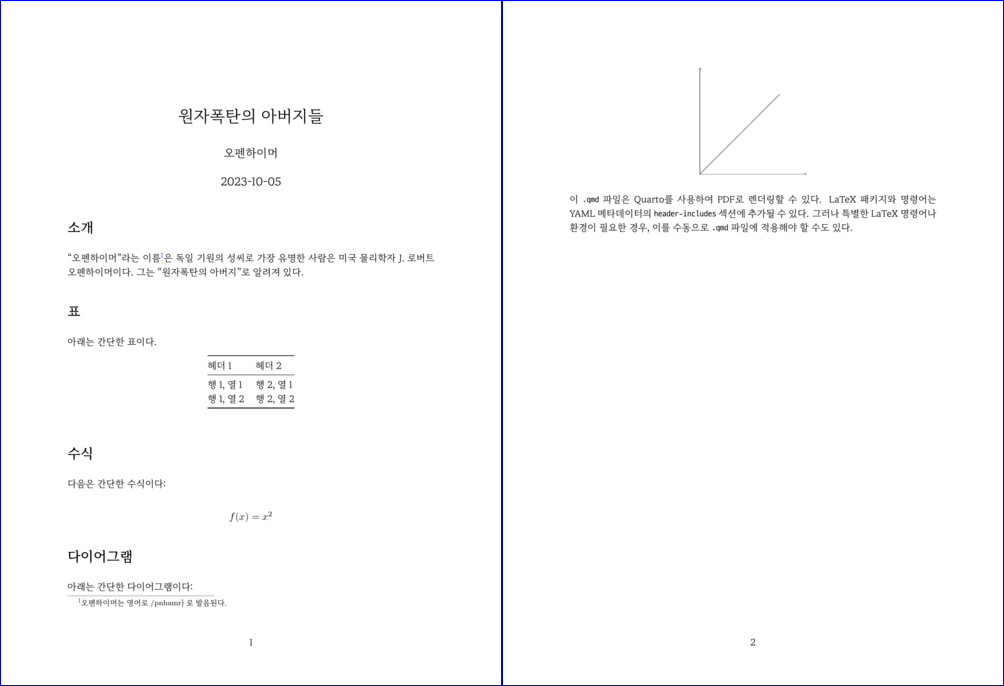 원자폭탄의 아버지들
오펜하이머
2023-10-05
소개
“오펜하이머”라는 이름1은 독일 기원의 성씨로 가장 유명한 사람은 미국 물리학자 J. 로버트
오펜하이머이다. 그는 “원자폭탄의 아버지”로 알려져 있다.
표
아래는 간단한 표이다.
헤더 1 헤더 2
행 1, 열 1 행 2, 열 1
행 1, 열 2 행 2, 열 2
수식
다음은 간단한 수식이다:
f(x) = x²
다이어그램
아래는 간단한 다이어그램이다:
1오펜하이머는 영어로 /pnhamr} 로 발음된다.
1
이 .qmd 파일은 Quarto를 사용하여 PDF로 렌더링할 수 있다. LaTeX 패키지와 명령어는
YAML 메타데이터의 header-includes 섹션에 추가될 수 있다. 그러나 특별한 LaTeX 명령어나
환경이 필요한 경우, 이를 수동으로 .qmd 파일에 적용해야 할 수도 있다.
2